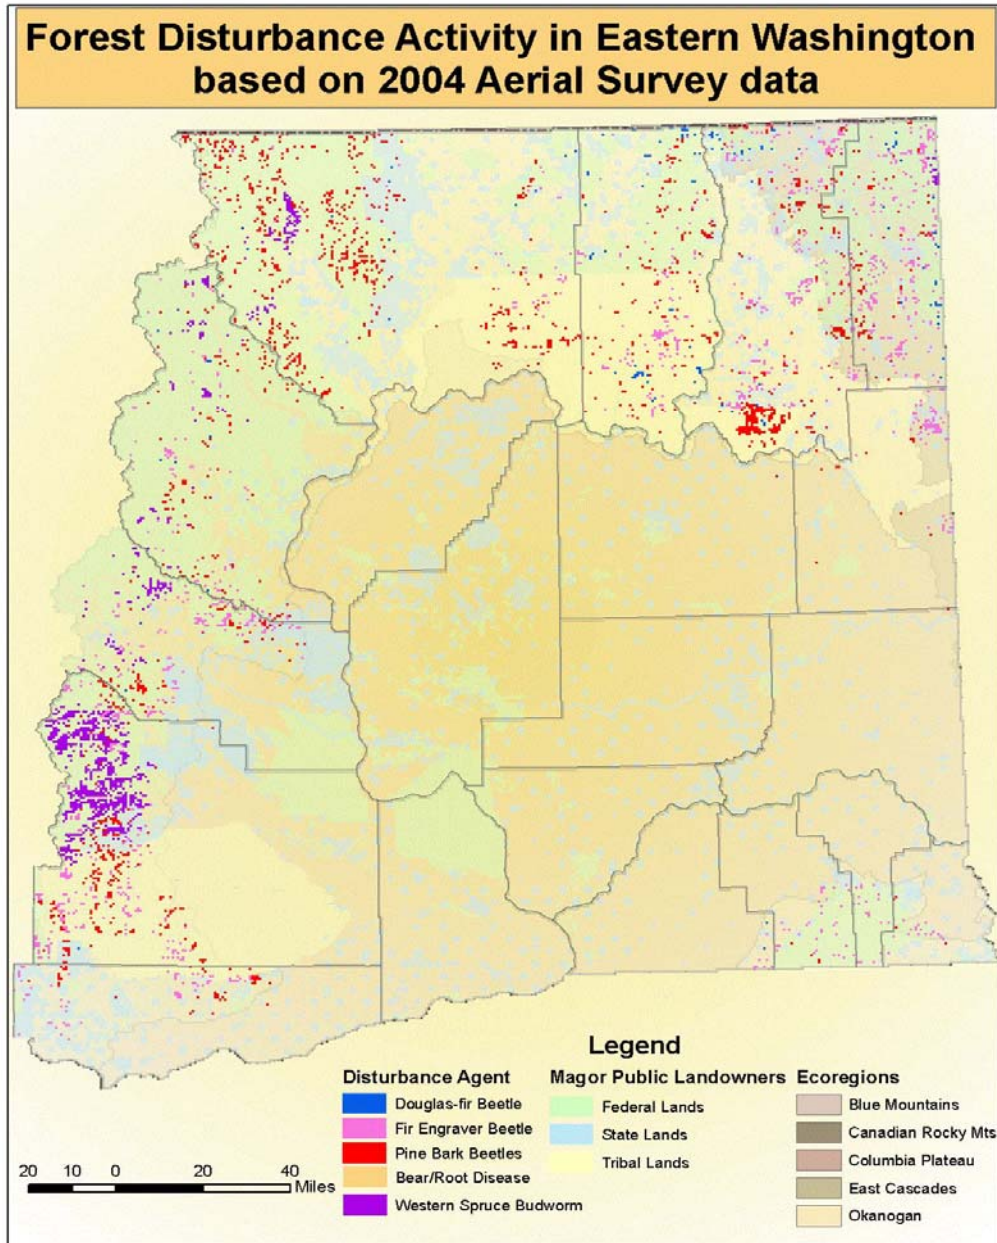 Forest Disturbance Activity in Eastern Washington
based on 2004 Aerial Survey data
Legend
Disturbance Agent
Douglas-fir Beetle
Fir Engraver Beetle
Pine Bark Beetles
Bear/Root Disease
Western Spruce Budworm
Magor Public Landowners
Federal Lands
State Lands
Tribal Lands
Ecoregions
Blue Mountains
Canadian Rocky Mts
Columbia Plateau
East Cascades
Okanogan
20 10 0 20 40
Miles